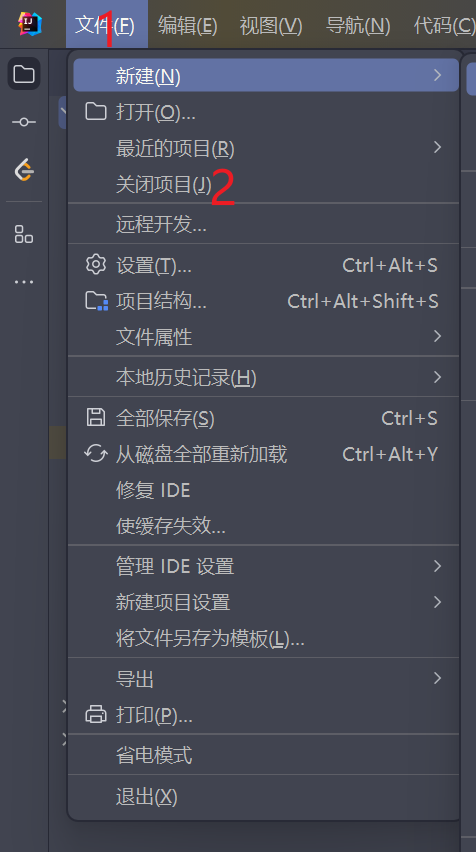 文件(F) 编辑(E) 视图(V) 导航(N) 代码(C)
1
新建(N)
打开(O)...
最近的项目(R)
关闭项目(J)
2
远程开发...
设置(T)... Ctrl+Alt+S
项目结构... Ctrl+Alt+Shift+S
文件属性
本地历史记录(H)
全部保存(S) Ctrl+S
从磁盘全部重新加载 Ctrl+Alt+Y
修复 IDE
使缓存失效...
管理 IDE 设置
新建项目设置
将文件另存为模板(L)...
导出
打印(P)...
省电模式
退出(X)